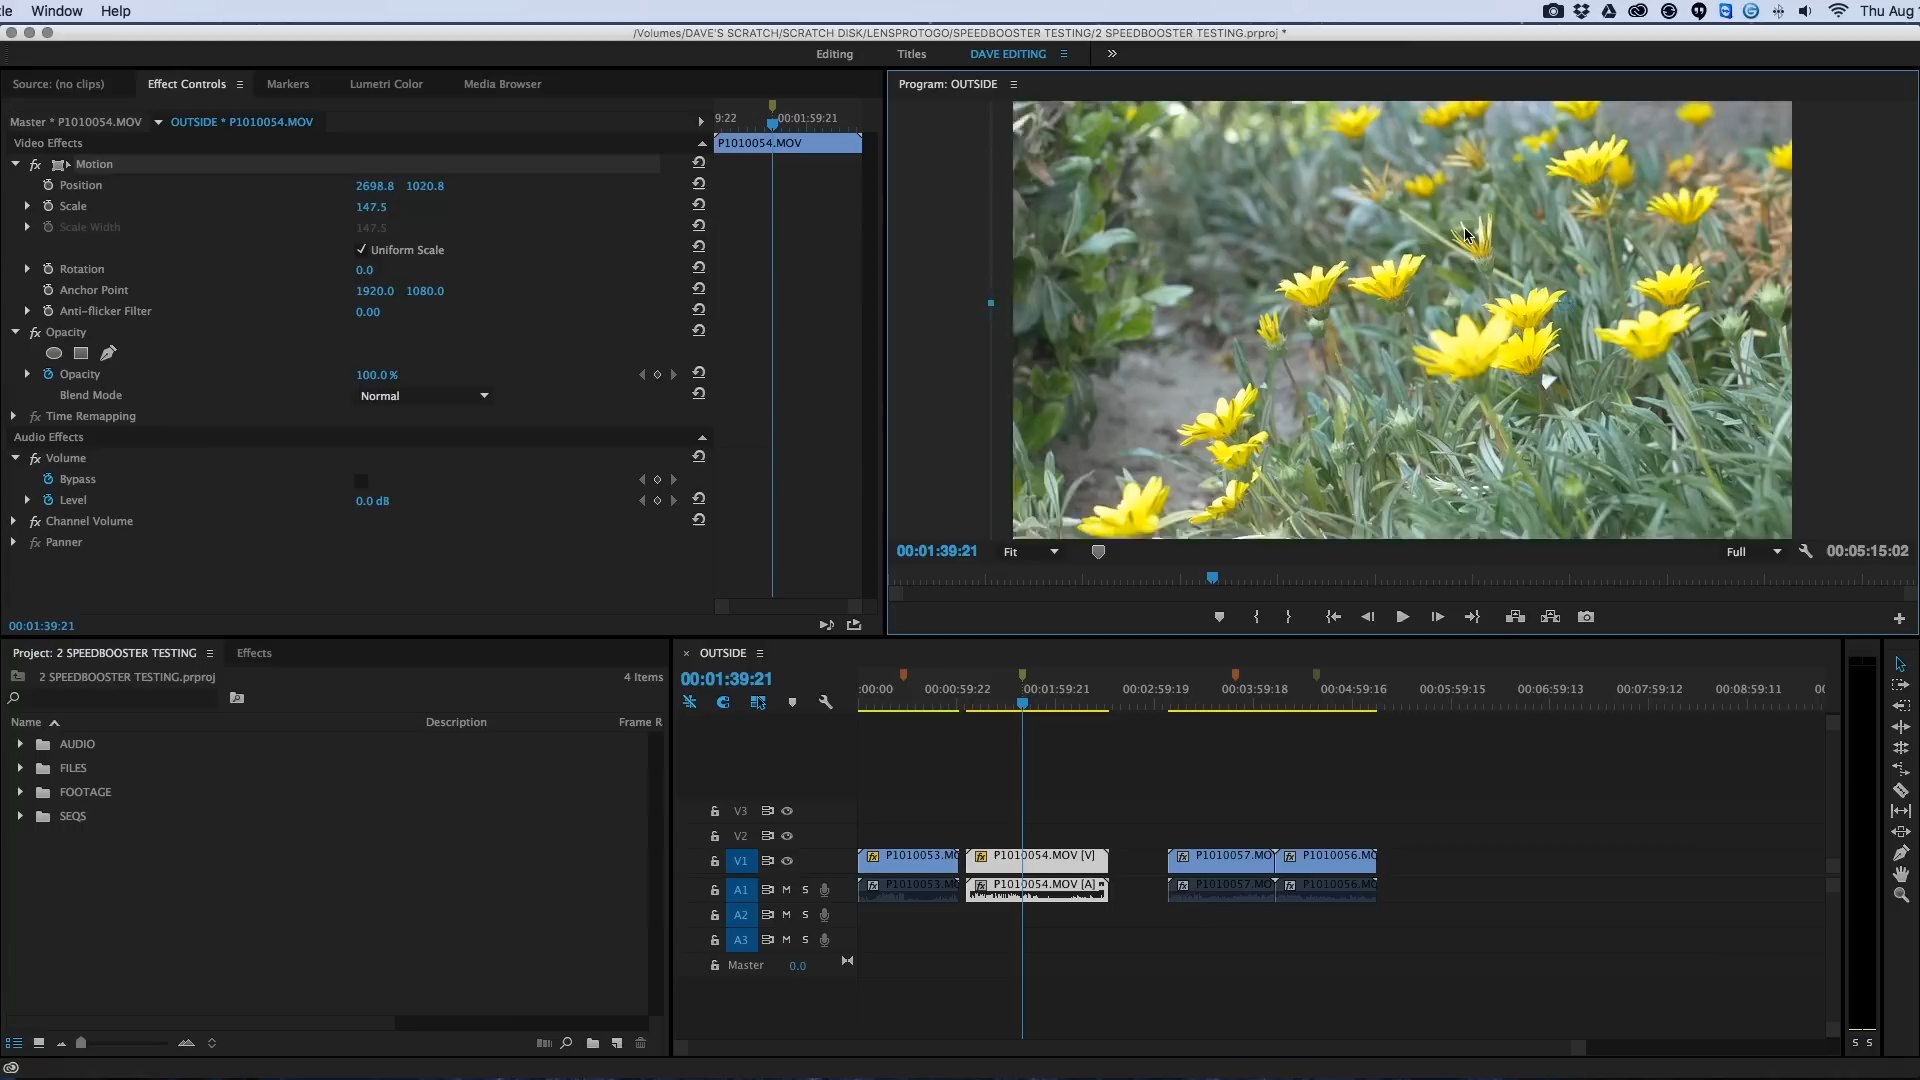 tle Window Help
Thu Aug
/Volumes/DAVE'S SCRATCH/SCRATCH DISK/LENSPROTOGO/SPEEDBOOSTER TESTING/2 SPEEDBOOSTER TESTING.prproj *
Editing Titles DAVE EDITING
Source: (no clips) Effect Controls Markers Lumetri Color Media Browser
Program: OUTSIDE
Master * P1010054.MOV OUTSIDE * P1010054.MOV
9:22 00:01:59:21
Video Effects
P1010054.MOV
fx Motion
Position 2698.8 1020.8
Scale 147.5
Scale Width 147.5
Uniform Scale
Rotation 0.0
Anchor Point 1920.0 1080.0
Anti-flicker Filter 0.00
fx Opacity
Opacity 100.0 %
Blend Mode Normal
fx Time Remapping
Audio Effects
fx Volume
Bypass
Level 0.0 dB
fx Channel Volume
fx Panner
00:01:39:21
00:01:39:21 Fit Full 00:05:15:02
Project: 2 SPEEDBOOSTER TESTING Effects
2 SPEEDBOOSTER TESTING.prproj 4 Items
Name Description Frame R
AUDIO
FILES
FOOTAGE
SEQS
× OUTSIDE
00:01:39:21
:00:00 00:00:59:22 00:01:59:21 00:02:59:19 00:03:59:18 00:04:59:16 00:05:59:15 00:06:59:13 00:07:59:12 00:08:59:11 00
V3
V2
V1 fx P1010053.MO fx P1010054.MOV [V] fx P1010057.MO fx P1010056.MO
A1 M S fx P1010053.MO fx P1010054.MOV [A] fx P1010057.MO fx P1010056.MO
A2 M S
A3 M S
Master 0.0
S S